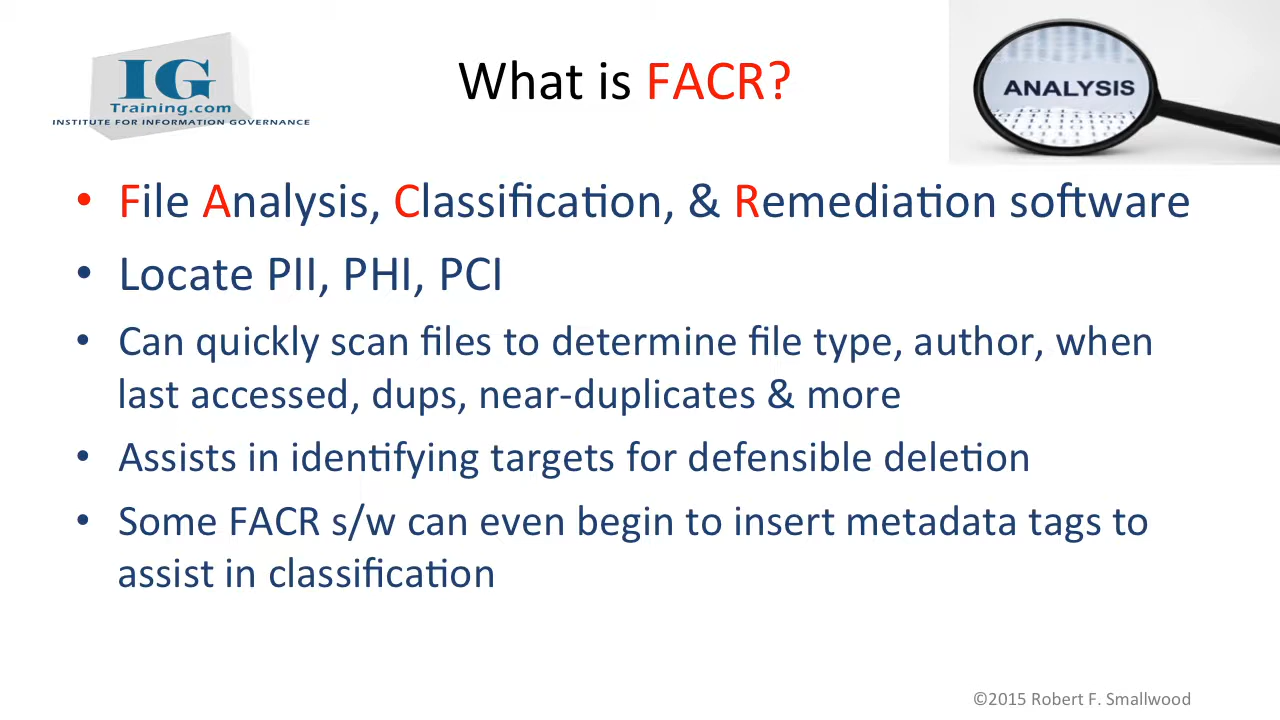 IG
Training.com
INSTITUTE FOR INFORMATION GOVERNANCE
What is FACR?
ANALYSIS
• File Analysis, Classification, & Remediation software
• Locate PII, PHI, PCI
• Can quickly scan files to determine file type, author, when
last accessed, dups, near-duplicates & more
• Assists in identifying targets for defensible deletion
• Some FACR s/w can even begin to insert metadata tags to
assist in classification
©2015 Robert F. Smallwood